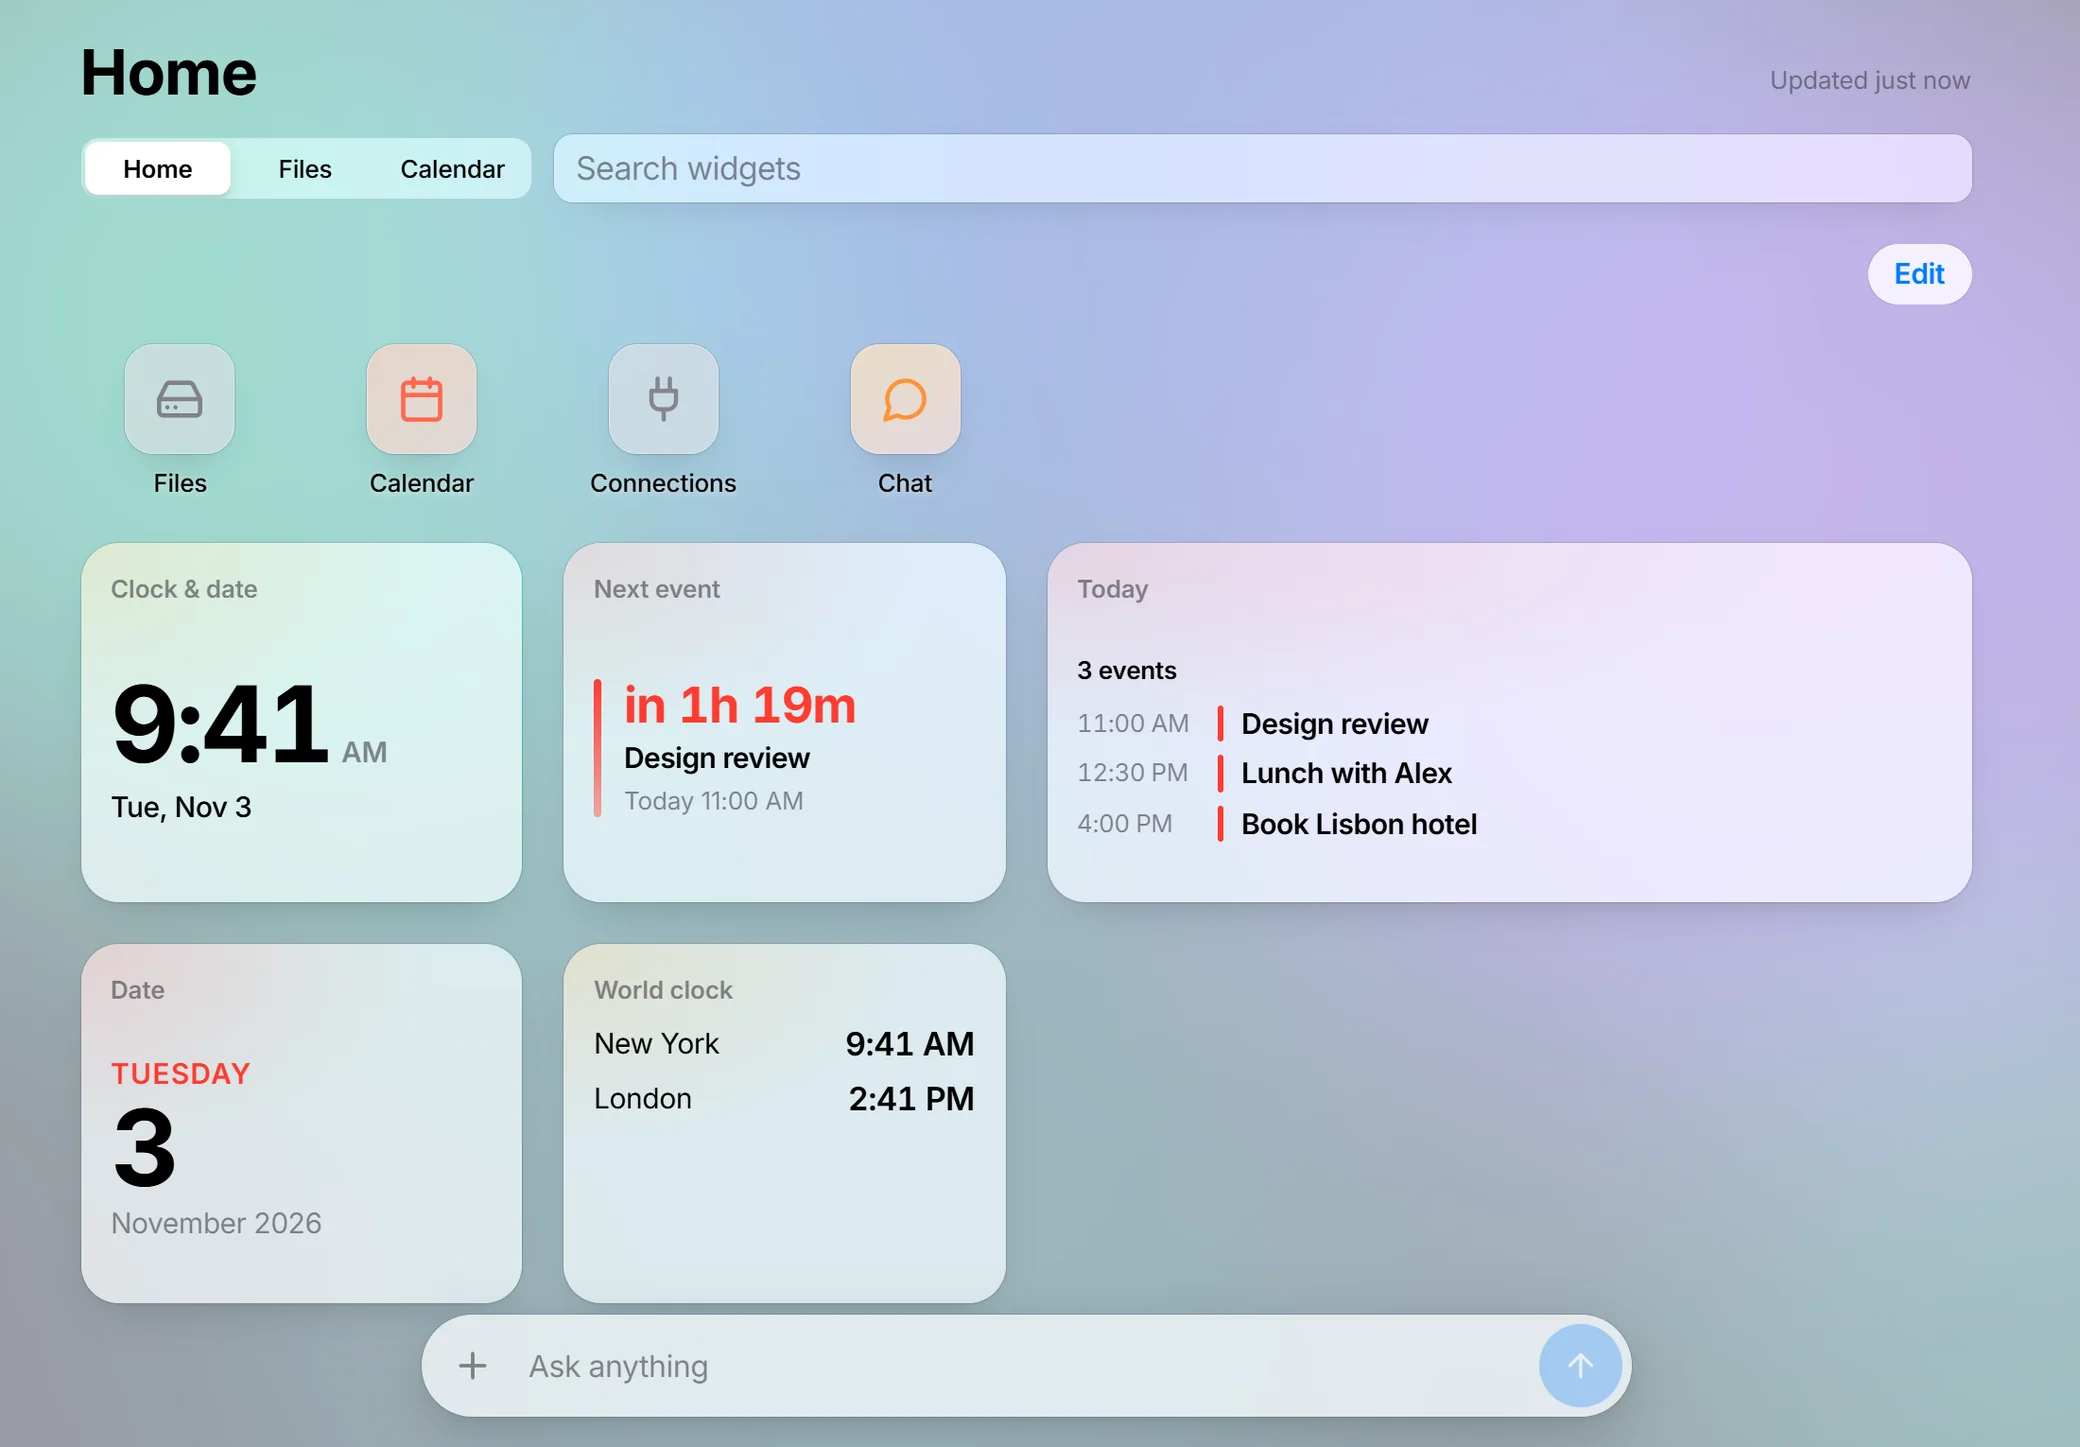 Home
Updated just now
Home Files Calendar
Search widgets
Edit
Files Calendar Connections Chat
Clock & date
9:41 AM
Tue, Nov 3
Next event
in 1h 19m
Design review
Today 11:00 AM
Today
3 events
11:00 AM Design review
12:30 PM Lunch with Alex
4:00 PM Book Lisbon hotel
Date
TUESDAY
3
November 2026
World clock
New York 9:41 AM
London 2:41 PM
Ask anything